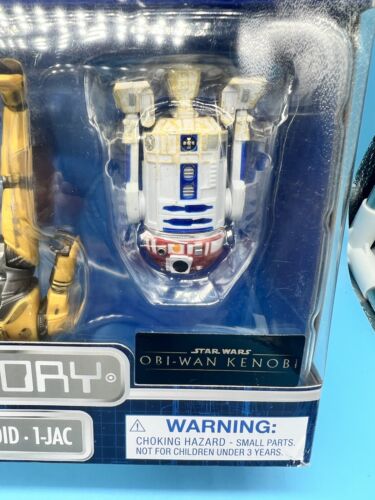 STAR WARS
OBI-WAN KENOBI
ORY
OID • 1-JAC
WARNING:
CHOKING HAZARD - SMALL PARTS.
NOT FOR CHILDREN UNDER 3 YEARS.